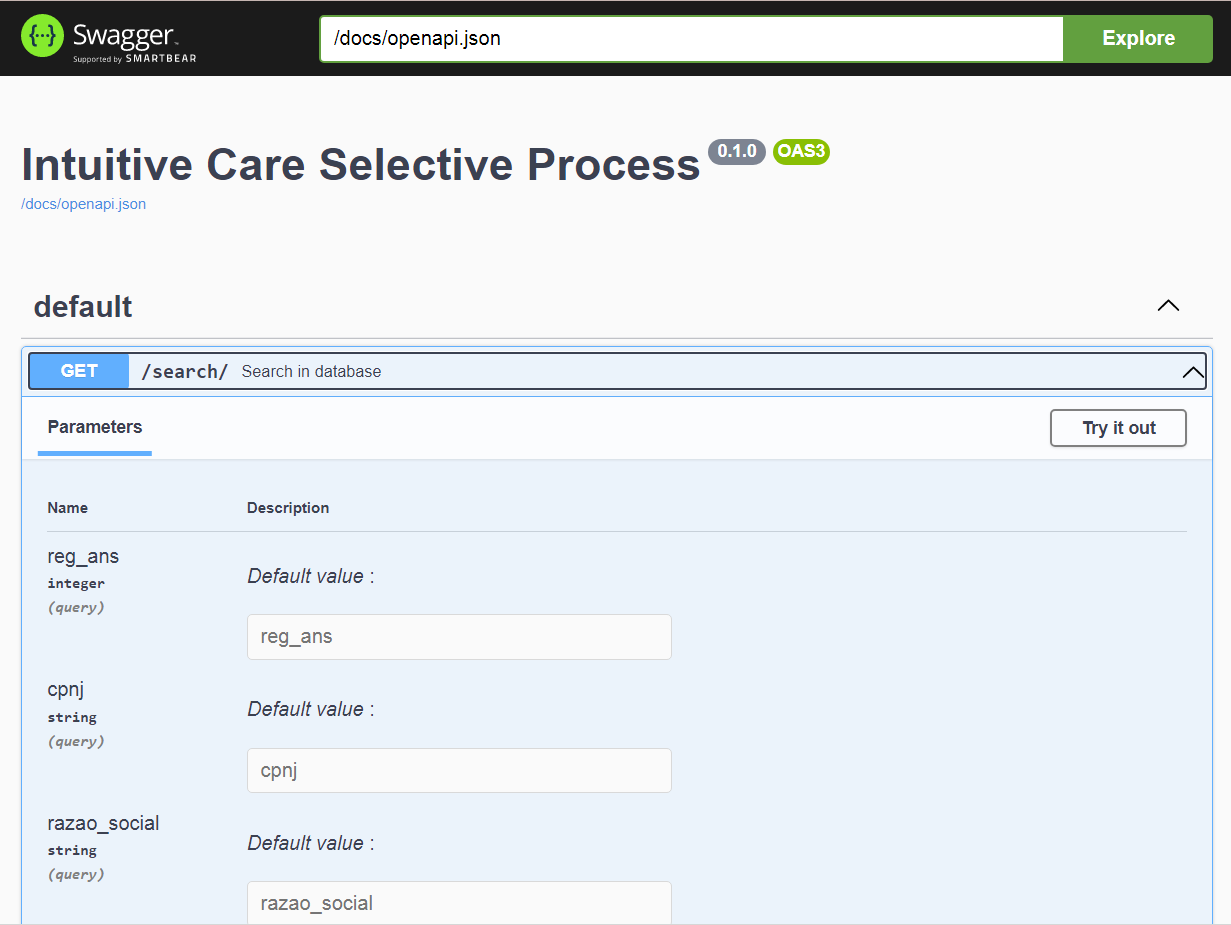 {···} Swagger™
Supported by SMARTBEAR
/docs/openapi.json
Explore
Intuitive Care Selective Process 0.1.0 OAS3
/docs/openapi.json
default
GET /search/ Search in database
Parameters
Try it out
Name Description
reg_ans
integer
(query)
Default value :
reg_ans
cpnj
string
(query)
Default value :
cpnj
razao_social
string
(query)
Default value :
razao_social